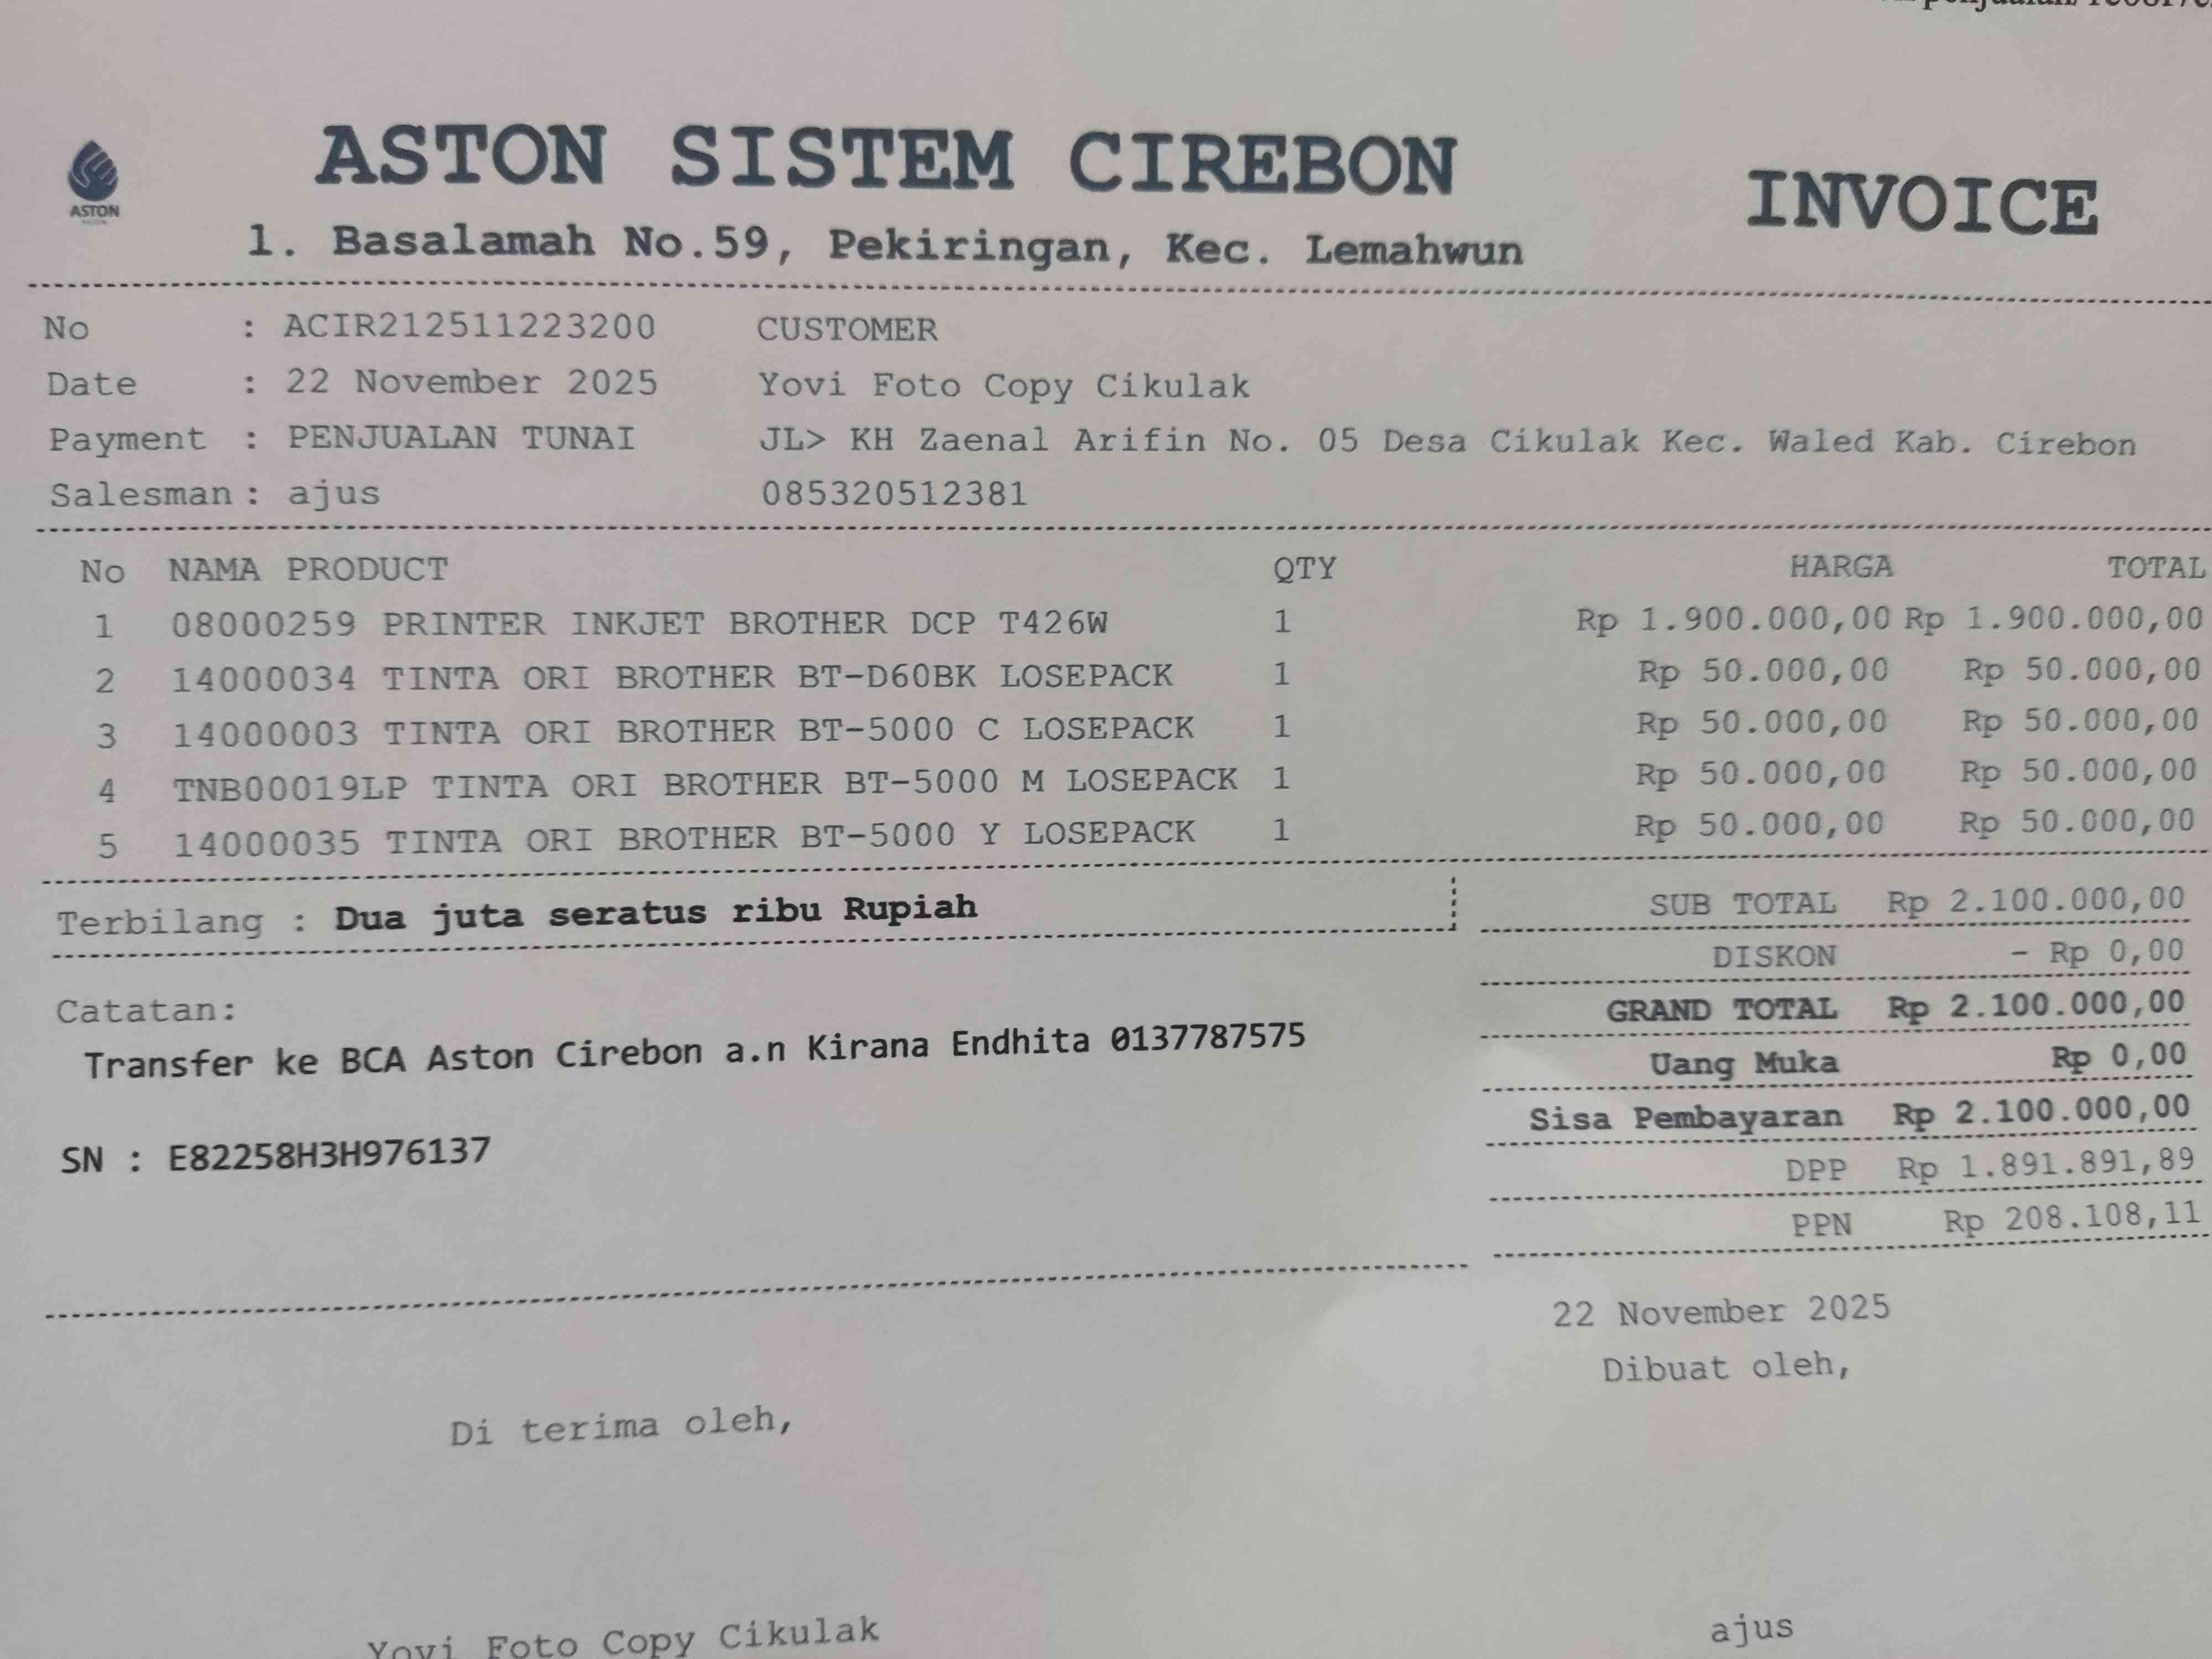 ASTON SISTEM CIREBON
INVOICE
ASTON
1. Basalamah No.59, Pekiringan, Kec. Lemahwun
No : ACIR212511223200
CUSTOMER
Date : 22 November 2025
Yovi Foto Copy Cikulak
Payment : PENJUALAN TUNAI
JL> KH Zaenal Arifin No. 05 Desa Cikulak Kec. Waled Kab. Cirebon
Salesman : ajus
085320512381
No NAMA PRODUCT QTY HARGA TOTAL
1 08000259 PRINTER INKJET BROTHER DCP T426W 1 Rp 1.900.000,00 Rp 1.900.000,00
2 14000034 TINTA ORI BROTHER BT-D60BK LOSEPACK 1 Rp 50.000,00 Rp 50.000,00
3 14000003 TINTA ORI BROTHER BT-5000 C LOSEPACK 1 Rp 50.000,00 Rp 50.000,00
4 TNB00019LP TINTA ORI BROTHER BT-5000 M LOSEPACK 1 Rp 50.000,00 Rp 50.000,00
5 14000035 TINTA ORI BROTHER BT-5000 Y LOSEPACK 1 Rp 50.000,00 Rp 50.000,00
Terbilang : Dua juta seratus ribu Rupiah
SUB TOTAL Rp 2.100.000,00
DISKON - Rp 0,00
GRAND TOTAL Rp 2.100.000,00
Uang Muka Rp 0,00
Sisa Pembayaran Rp 2.100.000,00
DPP Rp 1.891.891,89
PPN Rp 208.108,11
Catatan:
Transfer ke BCA Aston Cirebon a.n Kirana Endhita 0137787575
SN : E82258H3H976137
22 November 2025
Dibuat oleh,
Di terima oleh,
Yovi Foto Copy Cikulak
ajus